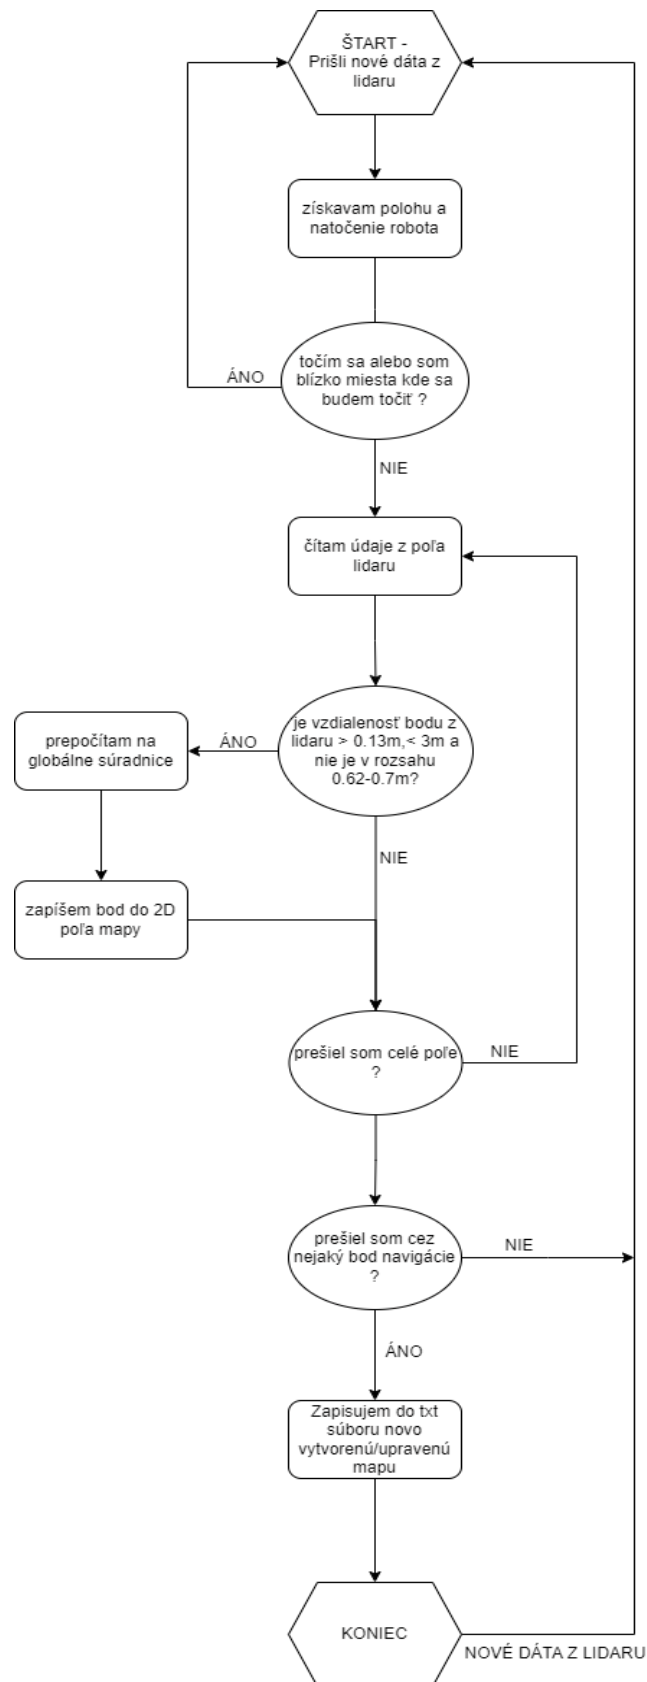 ŠTART -
Prišli nové dáta z
lidaru
získavam polohu a
natočenie robota
točím sa alebo som
blízko miesta kde sa
budem točiť ?
ÁNO
NIE
čítam údaje z poľa
lidaru
je vzdialenosť bodu z
lidaru > 0.13m,< 3m a
nie je v rozsahu
0.62-0.7m?
ÁNO
prepočítam na
globálne súradnice
NIE
zapíšem bod do 2D
poľa mapy
prešiel som celé poľe
?
NIE
prešiel som cez
nejaký bod navigácie
?
NIE
ÁNO
Zapisujem do txt
súboru novo
vytvorenú/upravenú
mapu
KONIEC
NOVÉ DÁTA Z LIDARU